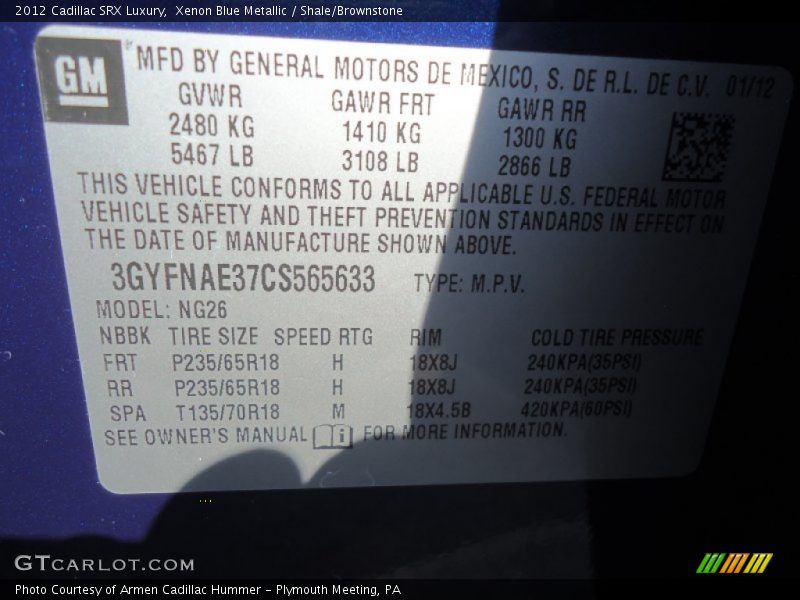 2012 Cadillac SRX Luxury,  Xenon Blue Metallic / Shale/Brownstone
GM
MFD BY GENERAL MOTORS DE MEXICO, S. DE R.L. DE C.V. 01/12
GVWR GAWR FRT GAWR RR
2480 KG 1410 KG 1300 KG
5467 LB 3108 LB 2866 LB
THIS VEHICLE CONFORMS TO ALL APPLICABLE U.S. FEDERAL MOTOR
VEHICLE SAFETY AND THEFT PREVENTION STANDARDS IN EFFECT ON
THE DATE OF MANUFACTURE SHOWN ABOVE.
3GYFNAE37CS565633 TYPE: M.P.V.
MODEL: NG26
NBBK TIRE SIZE SPEED RTG RIM COLD TIRE PRESSURE
FRT P235/65R18 H 18X8J 240KPA(35PSI)
RR P235/65R18 H 18X8J 240KPA(35PSI)
SPA T135/70R18 M 18X4.5B 420KPA(60PSI)
SEE OWNER'S MANUAL i FOR MORE INFORMATION.
GTCARLOT.COM
Photo Courtesy of Armen Cadillac Hummer - Plymouth Meeting, PA